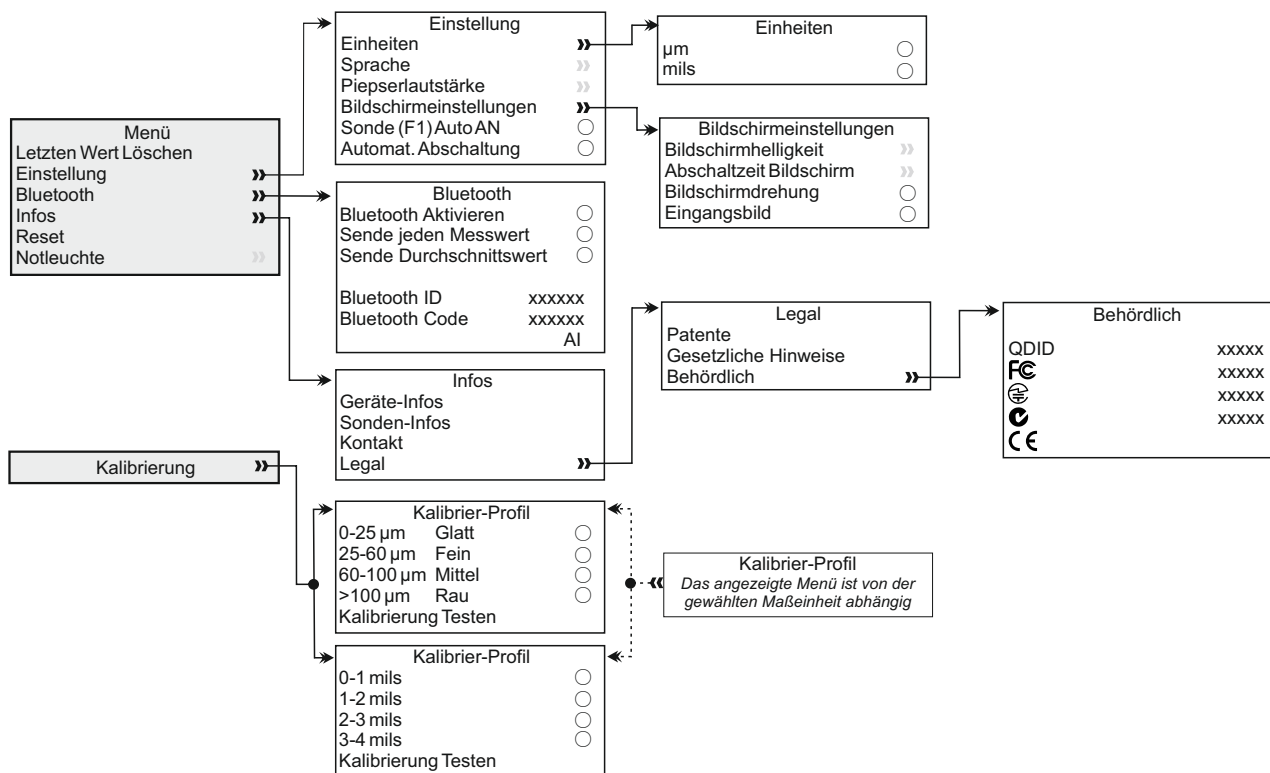 Menü
Letzten Wert Löschen
Einstellung
Bluetooth
Infos
Reset
Notleuchte
Kalibrierung
Einstellung
Einheiten
Sprache
Piepserlautstärke
Bildschirmeinstellungen
Sonde (F1) Auto AN
Automat. Abschaltung
Einheiten
µm
mils
Bildschirmeinstellungen
Bildschirmhelligkeit
Abschaltzeit Bildschirm
Bildschirmdrehung
Eingangsbild
Bluetooth
Bluetooth Aktivieren
Sende jeden Messwert
Sende Durchschnittswert
Bluetooth ID xxxxxx
Bluetooth Code xxxxxx
AI
Infos
Geräte-Infos
Sonden-Infos
Kontakt
Legal
Legal
Patente
Gesetzliche Hinweise
Behördlich
Behördlich
QDID xxxxx
FC xxxxx
xxxxx
xxxxx
CE
Kalibrier-Profil
0-25 µm Glatt
25-60 µm Fein
60-100 µm Mittel
>100 µm Rau
Kalibrierung Testen
Kalibrier-Profil
Das angezeigte Menü ist von der
gewählten Maßeinheit abhängig
Kalibrier-Profil
0-1 mils
1-2 mils
2-3 mils
3-4 mils
Kalibrierung Testen